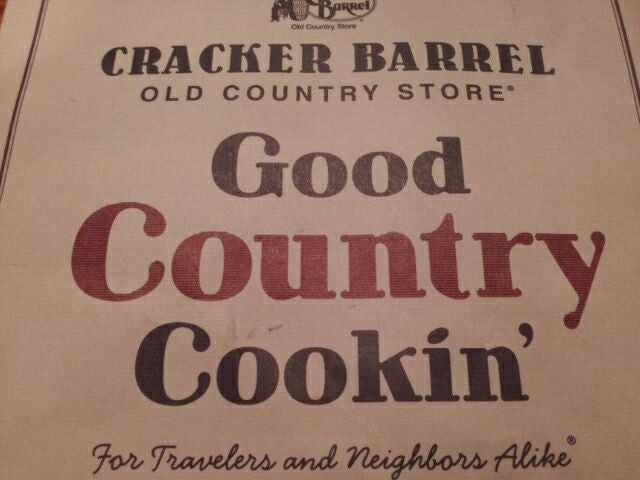 Barrel
Old Country Store
CRACKER BARREL
OLD COUNTRY STORE®
Good
Country
Cookin'
For Travelers and Neighbors Alike®